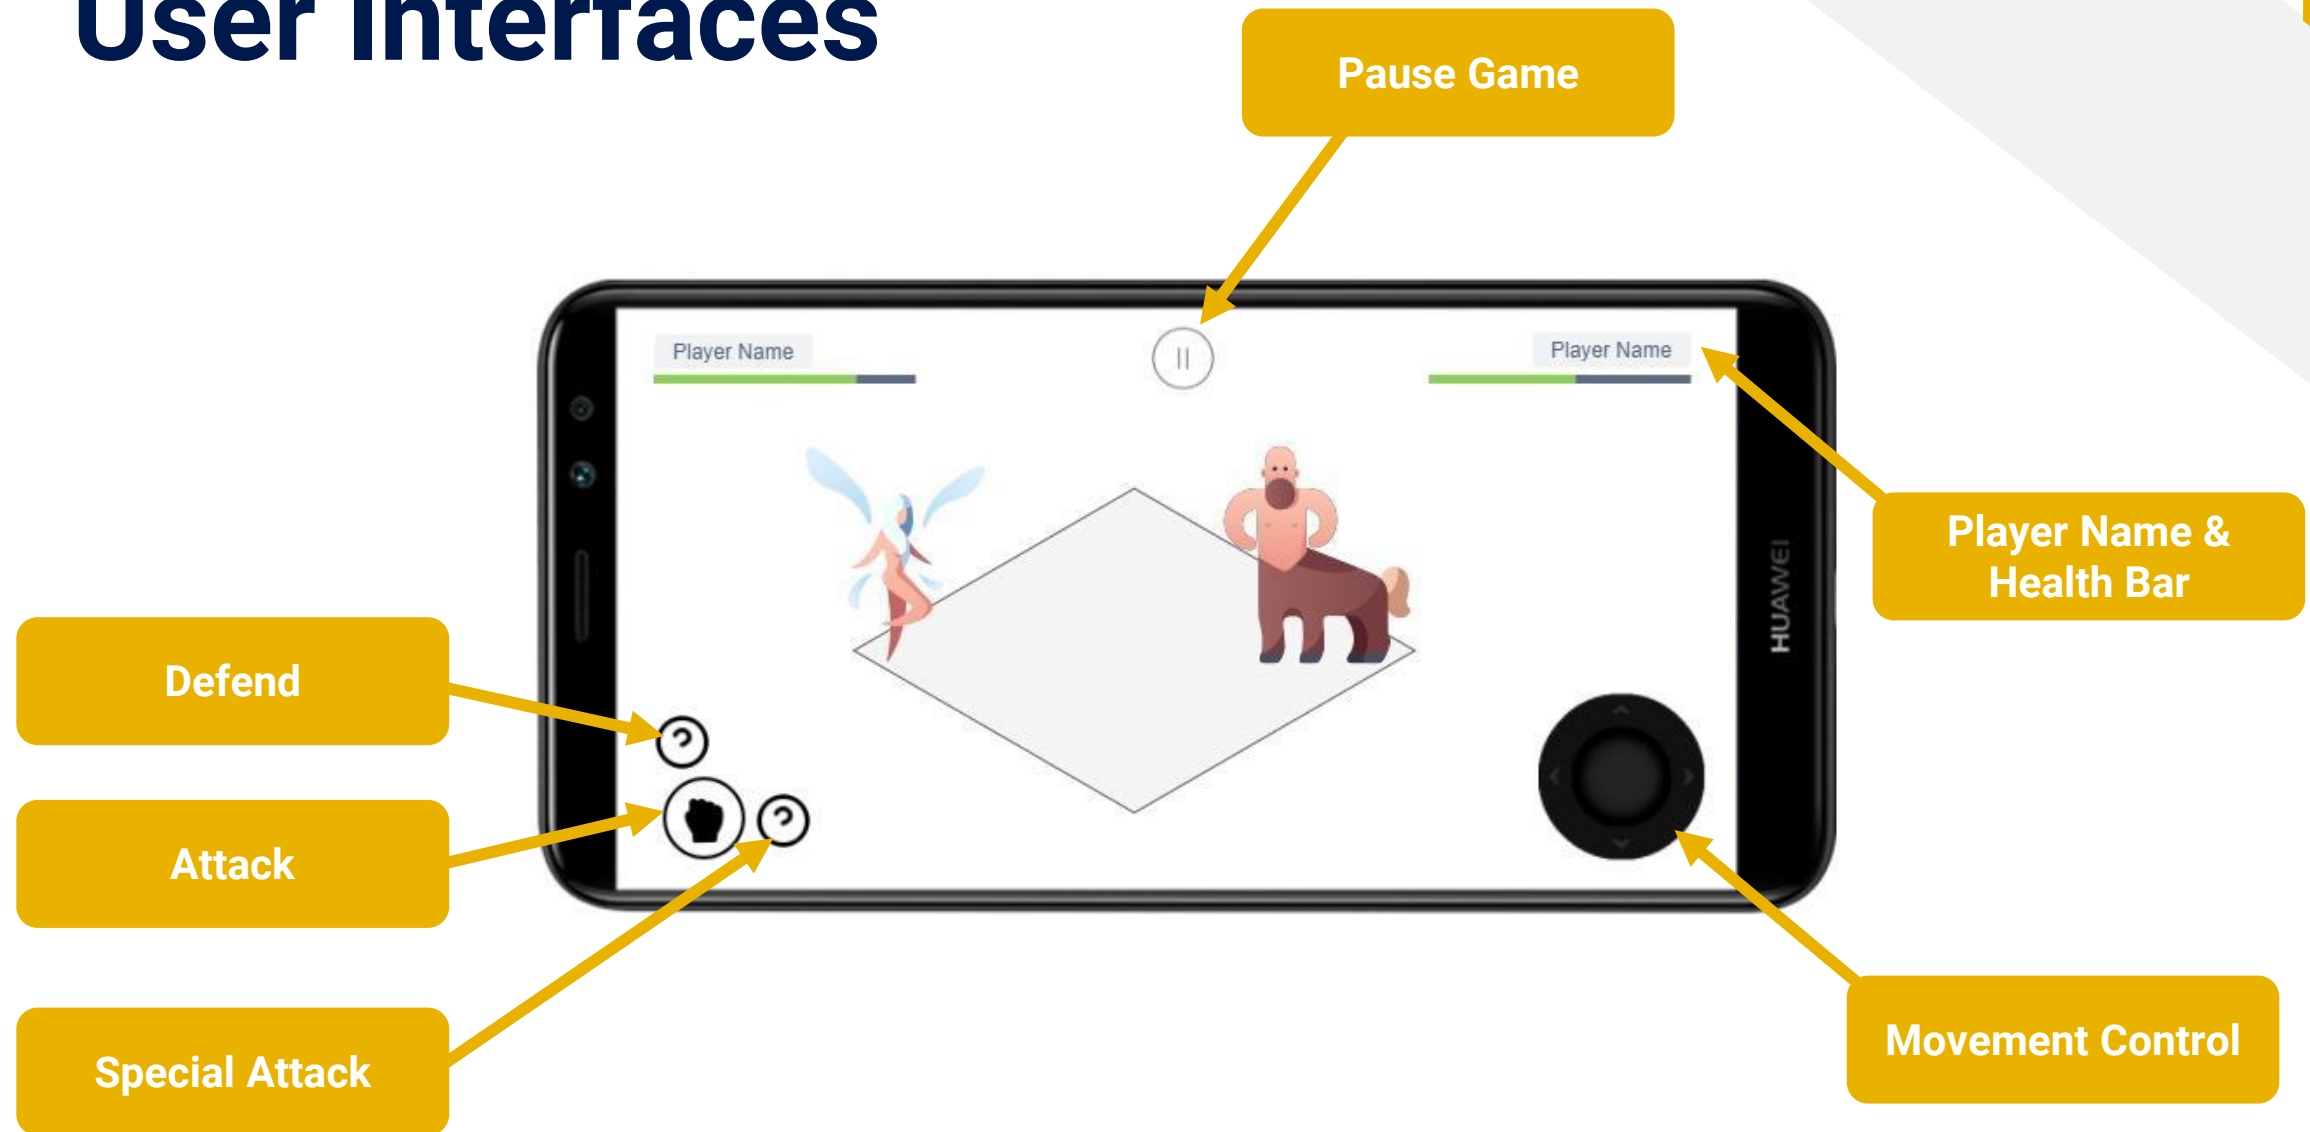 User Interfaces
Pause Game
Player Name
Player Name
Player Name &
Health Bar
HUAWEI
Defend
Attack
Special Attack
Movement Control